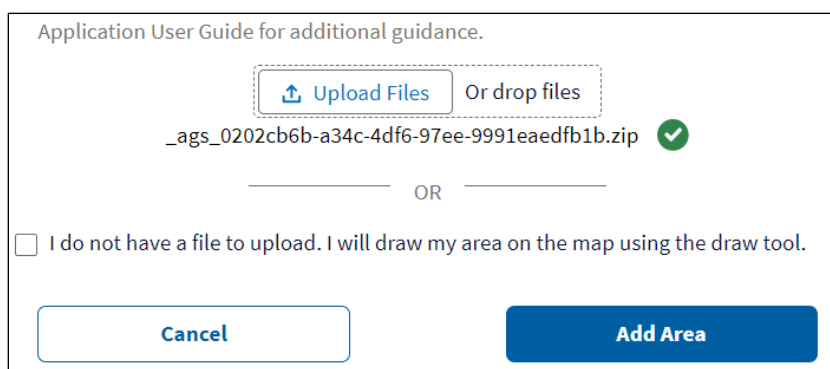 Application User Guide for additional guidance.
Upload Files Or drop files
_ags_0202cb6b-a34c-4df6-97ee-9991eaedfb1b.zip
OR
I do not have a file to upload. I will draw my area on the map using the draw tool.
Cancel Add Area